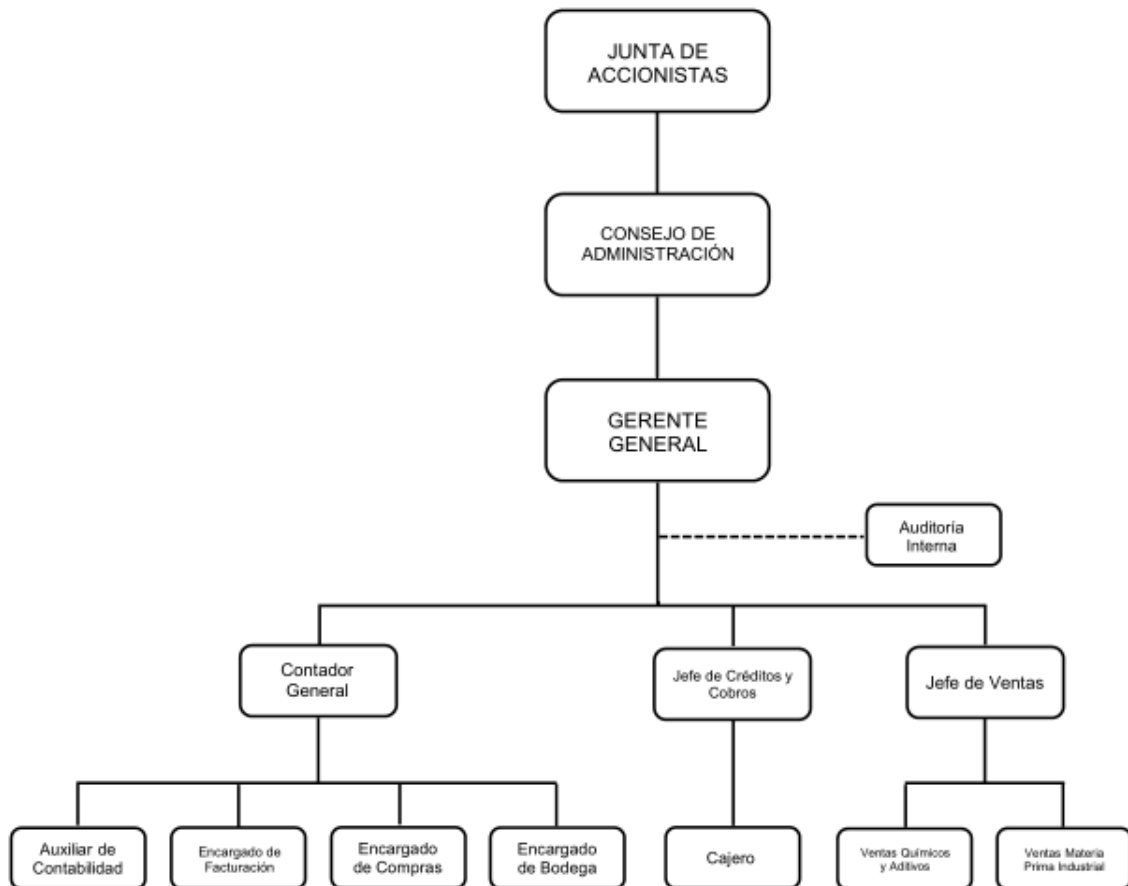 JUNTA DE
ACCIONISTAS
CONSEJO DE
ADMINISTRACIÓN
GERENTE
GENERAL
Auditoría
Interna
Contador
General
Jefe de Créditos y
Cobros
Jefe de Ventas
Auxiliar de
Contabilidad
Encargado de
Facturación
Encargado
de Compras
Encargado
de Bodega
Cajero
Ventas Químicos
y Aditivos
Ventas Materia
Prima Industrial